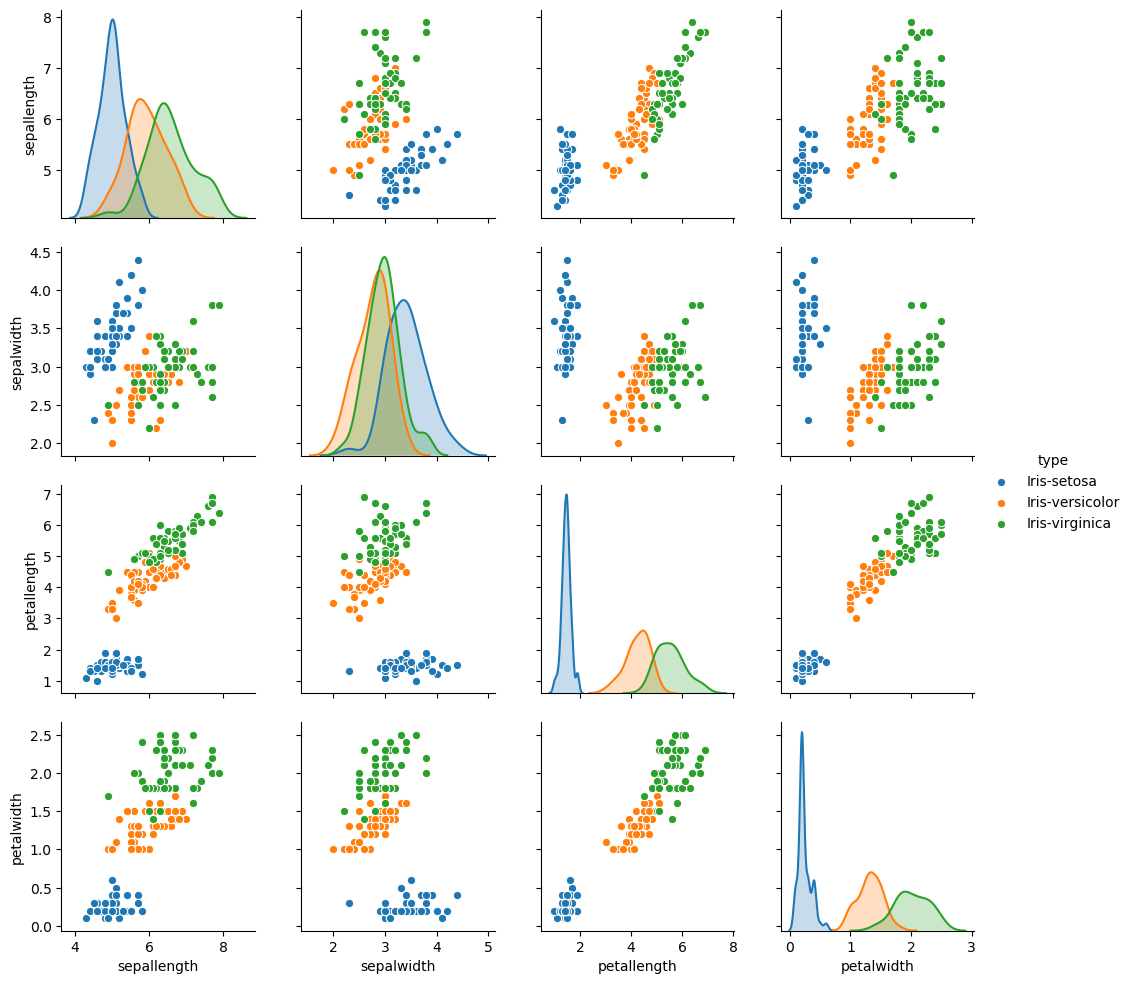 8
7
6
5
sepallength
4.5
4.0
3.5
3.0
2.5
2.0
sepalwidth
type
Iris-setosa
Iris-versicolor
Iris-virginica
7
6
5
4
3
2
1
petallength
2.5
2.0
1.5
1.0
0.5
0.0
petalwidth
4 6 8
2 3 4 5
2 4 6 8
0 1 2 3
sepallength
sepalwidth
petallength
petalwidth